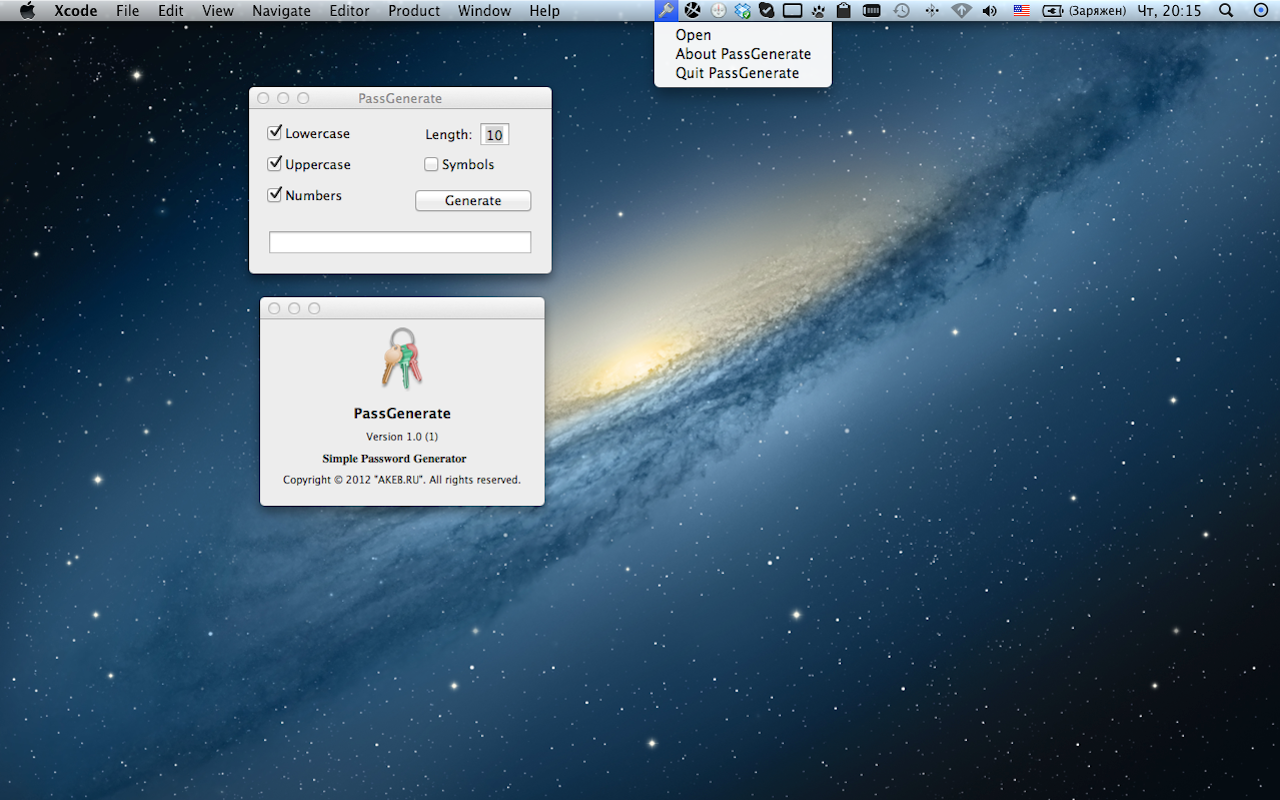 Xcode File Edit View Navigate Editor Product Window Help (Заряжен) Чт, 20:15
Open
About PassGenerate
Quit PassGenerate
PassGenerate
Lowercase Length: 10
Uppercase Symbols
Numbers Generate
PassGenerate
Version 1.0 (1)
Simple Password Generator
Copyright © 2012 "AKEB.RU". All rights reserved.